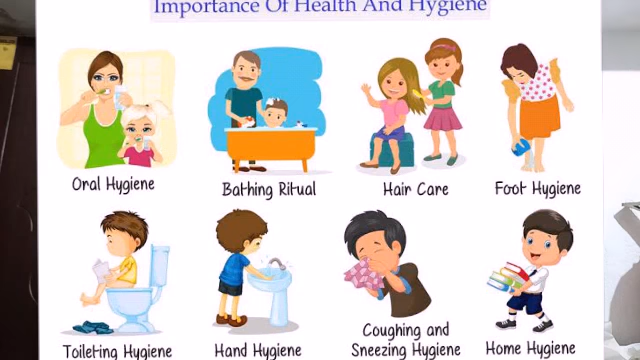 Importance Of Health And Hygiene
Oral Hygiene
Bathing Ritual
Hair Care
Foot Hygiene
Toileting Hygiene
Hand Hygiene
Coughing and
Sneezing Hygiene
Home Hygiene